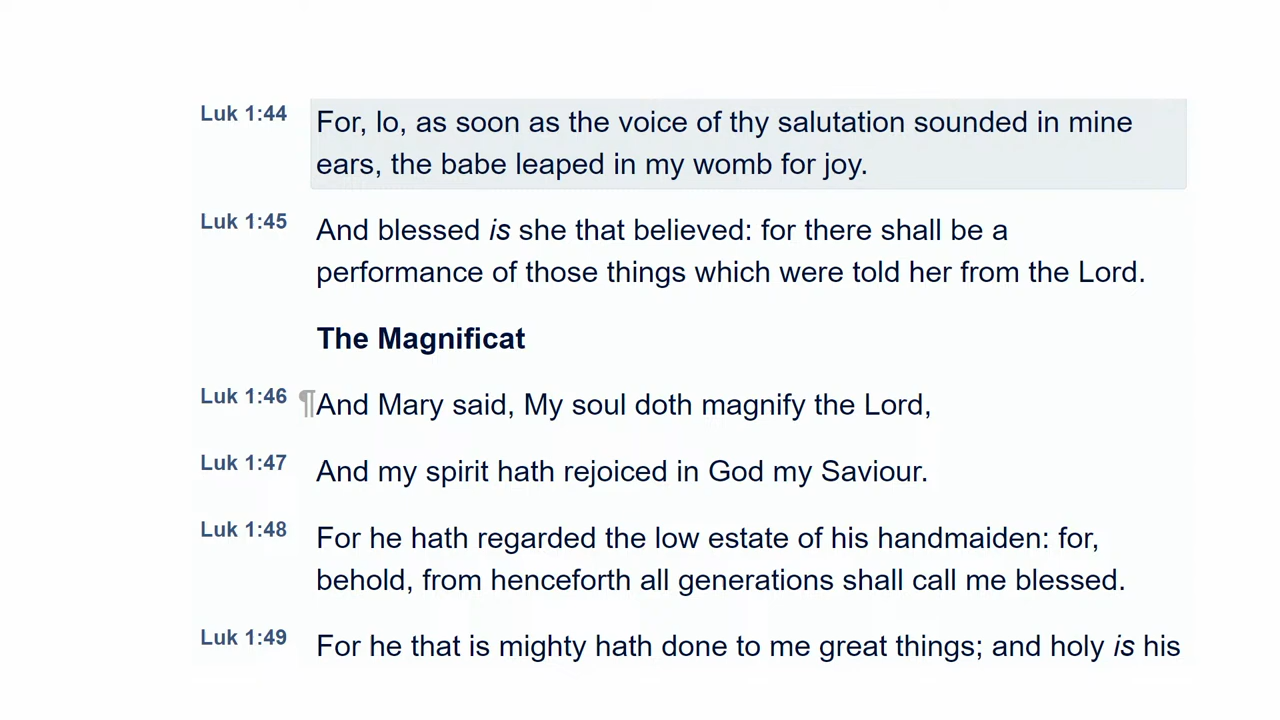 Luk 1:44 For, lo, as soon as the voice of thy salutation sounded in mine
ears, the babe leaped in my womb for joy.
Luk 1:45 And blessed is she that believed: for there shall be a
performance of those things which were told her from the Lord.
The Magnificat
Luk 1:46 ¶And Mary said, My soul doth magnify the Lord,
Luk 1:47 And my spirit hath rejoiced in God my Saviour.
Luk 1:48 For he hath regarded the low estate of his handmaiden: for,
behold, from henceforth all generations shall call me blessed.
Luk 1:49 For he that is mighty hath done to me great things; and holy is his